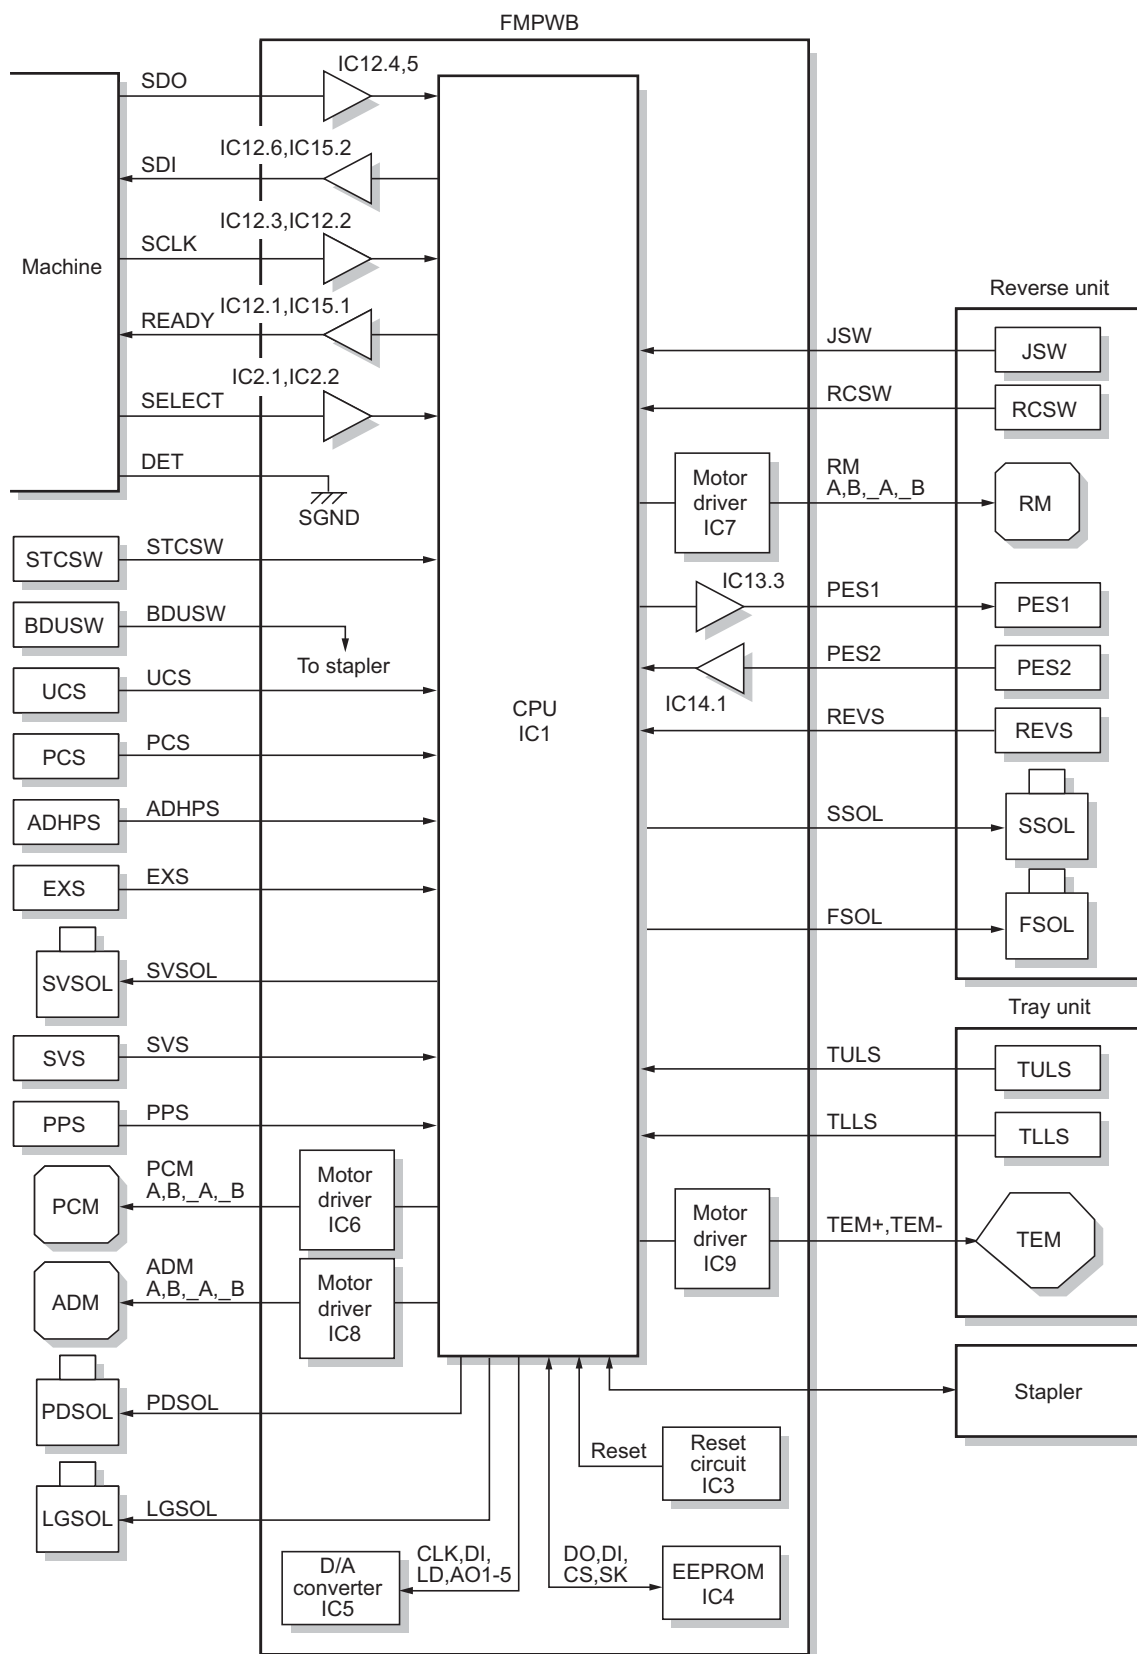 FMPWB
Machine
SDO
IC12.4,5
SDI
IC12.6,IC15.2
SCLK
IC12.3,IC12.2
READY
IC12.1,IC15.1
SELECT
IC2.1,IC2.2
DET
SGND
STCSW
STCSW
BDUSW
BDUSW
To stapler
UCS
UCS
PCS
PCS
ADHPS
ADHPS
EXS
EXS
SVSOL
SVSOL
SVS
SVS
PPS
PPS
PCM
PCM
A,B,_A,_B
Motor
driver
IC6
ADM
ADM
A,B,_A,_B
Motor
driver
IC8
PDSOL
PDSOL
LGSOL
LGSOL
D/A
converter
IC5
CLK,DI,
LD,AO1-5
CPU
IC1
Reverse unit
JSW
JSW
RCSW
RCSW
Motor
driver
IC7
RM
A,B,_A,_B
RM
IC13.3
PES1
PES1
IC14.1
PES2
PES2
REVS
REVS
SSOL
SSOL
FSOL
FSOL
Tray unit
TULS
TULS
TLLS
TLLS
Motor
driver
IC9
TEM+,TEM-
TEM
Stapler
Reset
Reset
circuit
IC3
DO,DI,
CS,SK
EEPROM
IC4